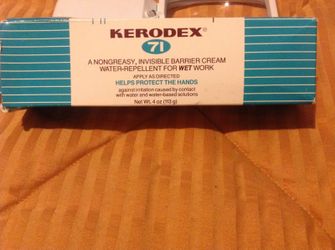 KERODEX®
71
A NONGREASY, INVISIBLE BARRIER CREAM
WATER-REPELLENT FOR WET WORK
APPLY AS DIRECTED
HELPS PROTECT THE HANDS
against irritation caused by contact
with water and water-based solutions
Net Wt. 4 oz (113 g)